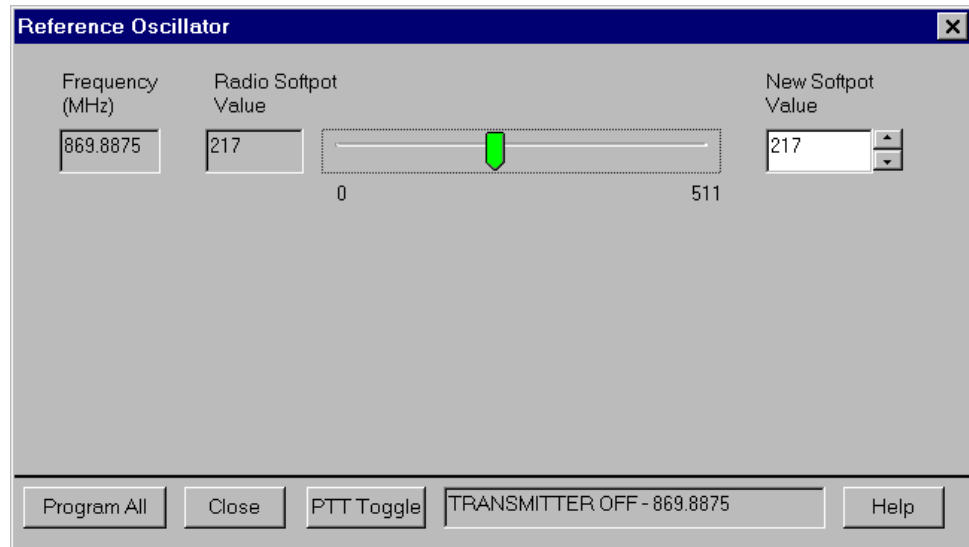 Reference Oscillator
Frequency
(MHz)
Radio Softpot
Value
New Softpot
Value
869.8875
217
217
0
511
Program All
Close
PTT Toggle
TRANSMITTER OFF - 869.8875
Help